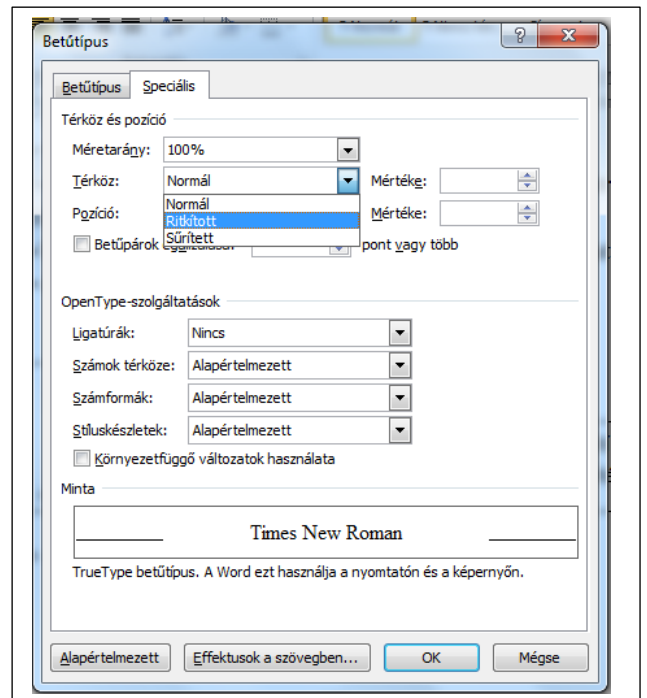 Betűtípus
Betűtípus Speciális
Térköz és pozíció
Méretarány: 100%
Térköz: Normál Mértéke:
Normál
Pozíció: Ritkított Mértéke:
Sűrített
Betűpárok pont vagy több
OpenType-szolgáltatások
Ligatúrák: Nincs
Számok térköze: Alapértelmezett
Számformák: Alapértelmezett
Stíluskészletek: Alapértelmezett
Környezetfüggő változatok használata
Minta
Times New Roman
TrueType betűtípus. A Word ezt használja a nyomtatón és a képernyőn.
Alapértelmezett Effektusok a szövegben... OK Mégse